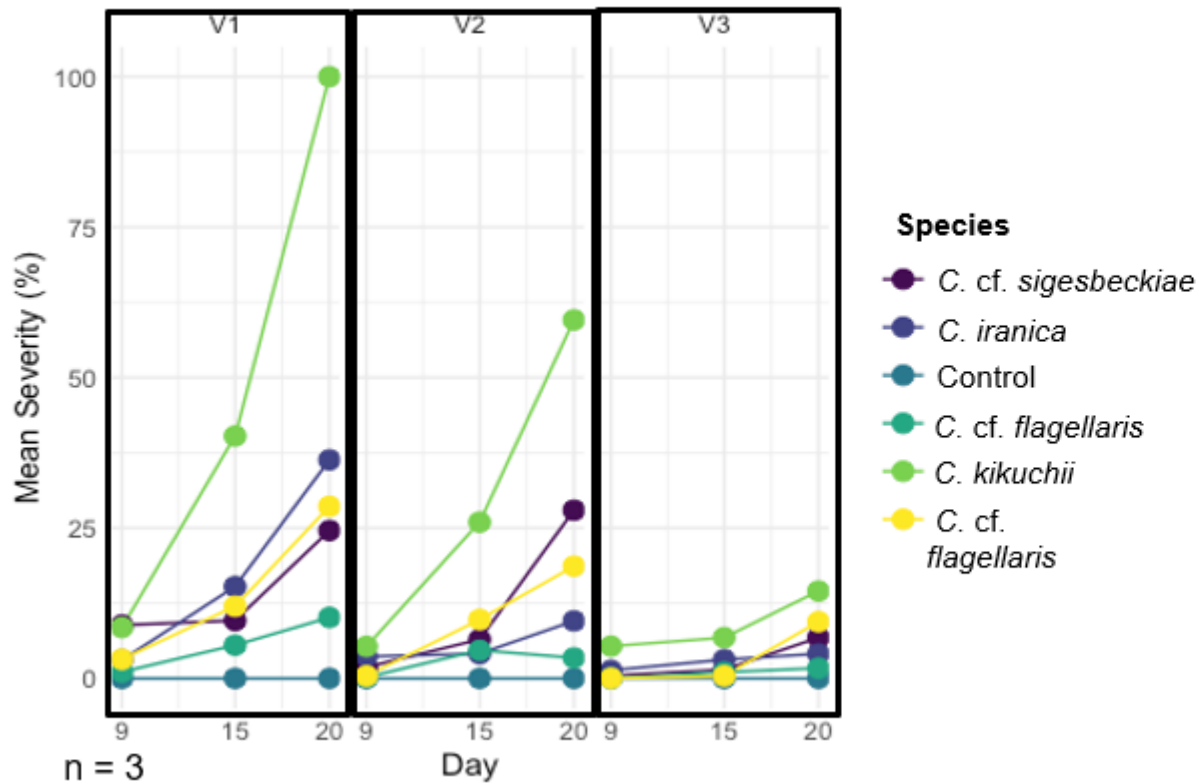 V1 V2 V3
100
75
50
25
0
Mean Severity (%)
9 15 20 9 15 20 9 15 20
Day
n = 3
Species
C. cf. sigesbeckiae
C. iranica
Control
C. cf. flagellaris
C. kikuchii
C. cf.
flagellaris